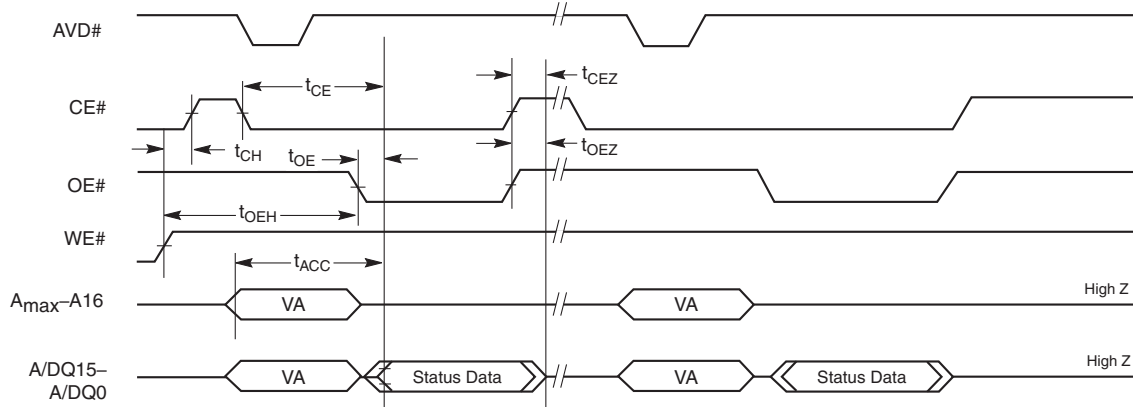 AVD#
t_CEZ
t_CE
CE#
t_CH
t_OE
t_OEZ
OE#
t_OEH
WE#
t_ACC
A_max–A16
VA
VA
High Z
A/DQ15–
A/DQ0
VA
Status Data
VA
Status Data
High Z